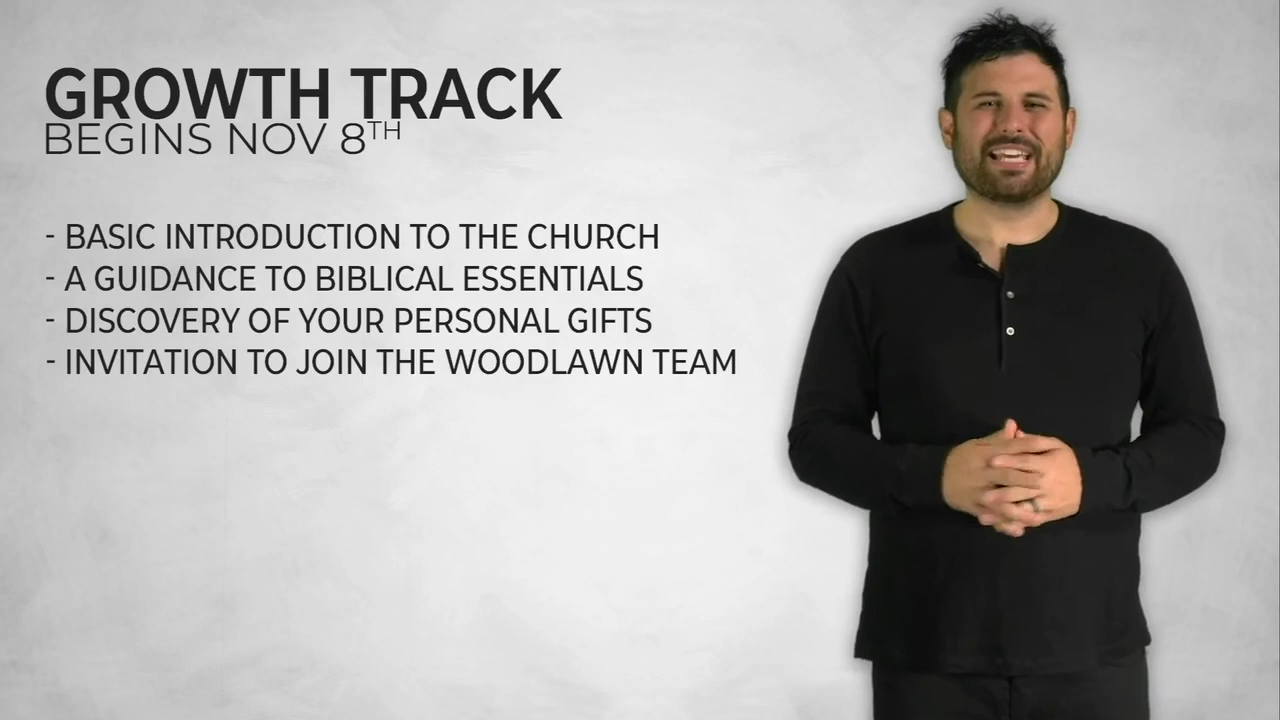 GROWTH TRACK
BEGINS NOV 8TH
- BASIC INTRODUCTION TO THE CHURCH
- A GUIDANCE TO BIBLICAL ESSENTIALS
- DISCOVERY OF YOUR PERSONAL GIFTS
- INVITATION TO JOIN THE WOODLAWN TEAM